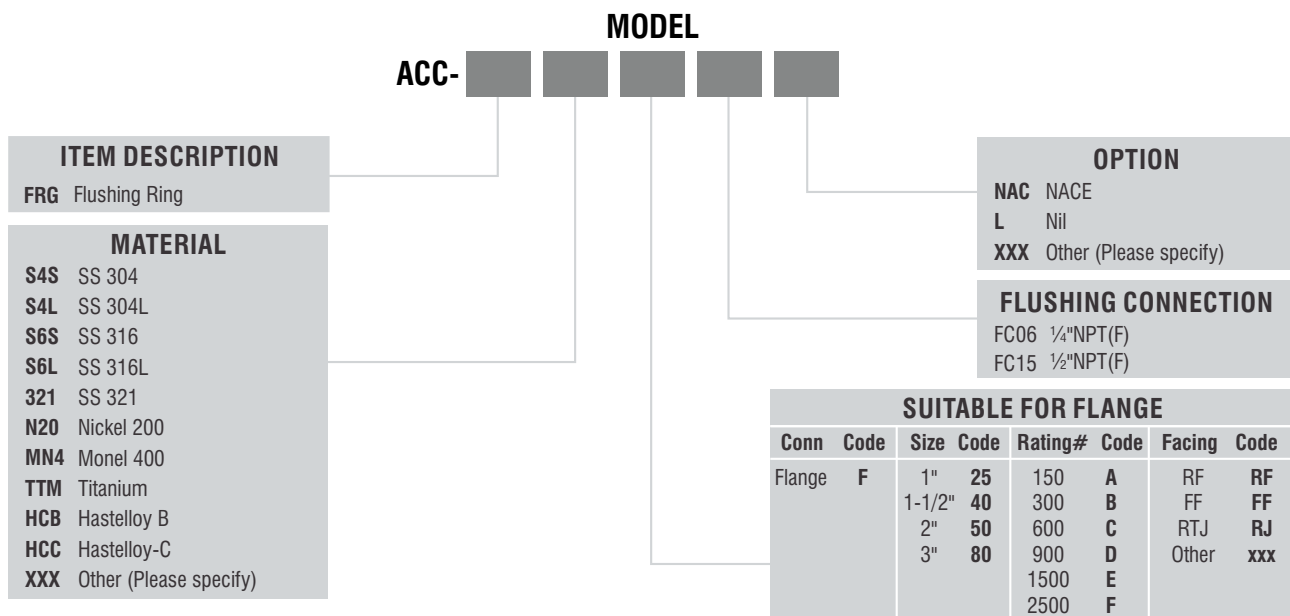 MODEL
ACC-
ITEM DESCRIPTION
FRG Flushing Ring
MATERIAL
S4S SS 304
S4L SS 304L
S6S SS 316
S6L SS 316L
321 SS 321
N20 Nickel 200
MN4 Monel 400
TTM Titanium
HCB Hastelloy B
HCC Hastelloy-C
XXX Other (Please specify)
OPTION
NAC NACE
L Nil
XXX Other (Please specify)
FLUSHING CONNECTION
FC06 ¼"NPT(F)
FC15 ½"NPT(F)
SUITABLE FOR FLANGE
Conn Code Size Code Rating# Code Facing Code
Flange F 1" 25 150 A RF RF
1-1/2" 40 300 B FF FF
2" 50 600 C RTJ RJ
3" 80 900 D Other xxx
1500 E
2500 F